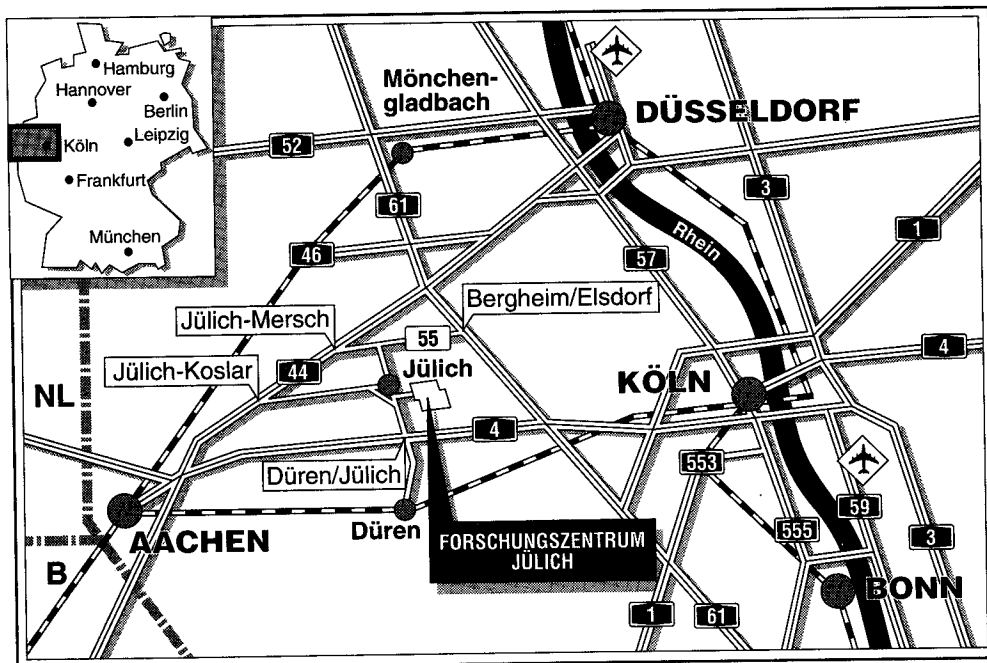 Hamburg
Hannover
Berlin
Leipzig
Köln
Frankfurt
München
Mönchen-
gladbach
DÜSSELDORF
52
3
61
1
46
57
Rhein
Bergheim/Elsdorf
Jülich-Mersch
55
4
Jülich-Koslar
44
Jülich
KÖLN
NL
4
Düren/Jülich
553
AACHEN
Düren
59
555
3
FORSCHUNGSZENTRUM
JÜLICH
B
BONN
1
61